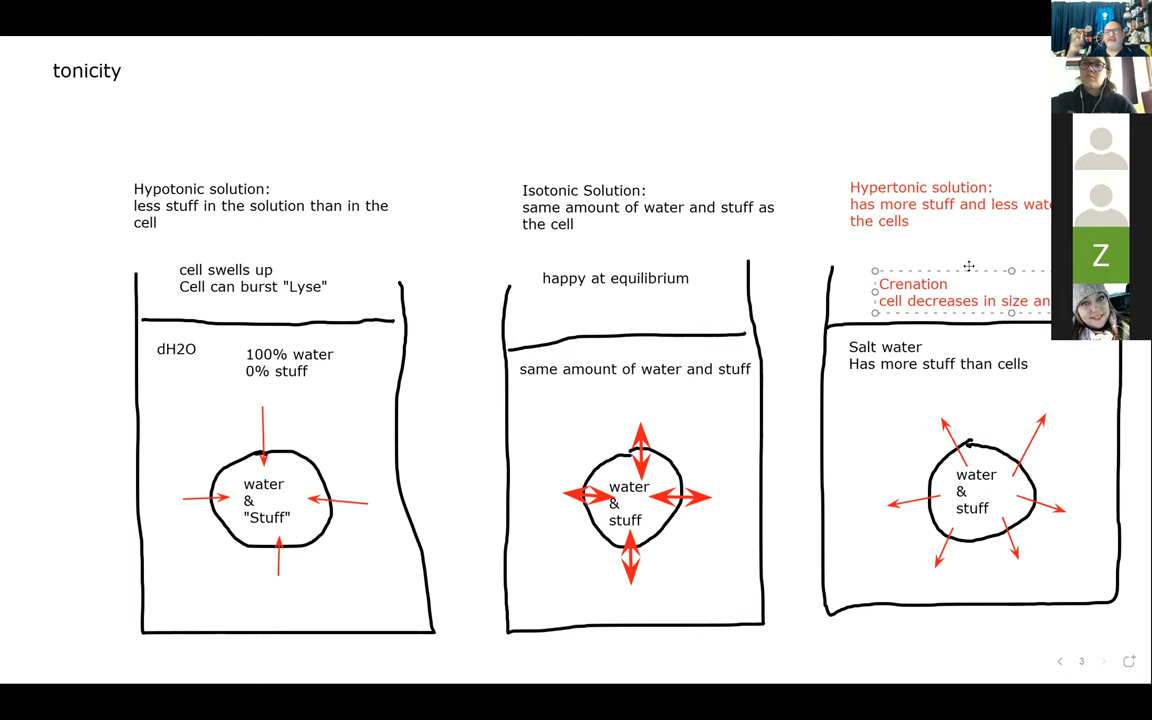 tonicity
Hypotonic solution:
less stuff in the solution than in the
cell
cell swells up
Cell can burst "Lyse"
dH2O
100% water
0% stuff
water
&
"Stuff"
Isotonic Solution:
same amount of water and stuff as
the cell
happy at equilibrium
same amount of water and stuff
water
&
stuff
Hypertonic solution:
has more stuff and less
the cells
Crenation
cell decreases in size
Salt water
Has more stuff than cells
water
&
stuff
Z
3